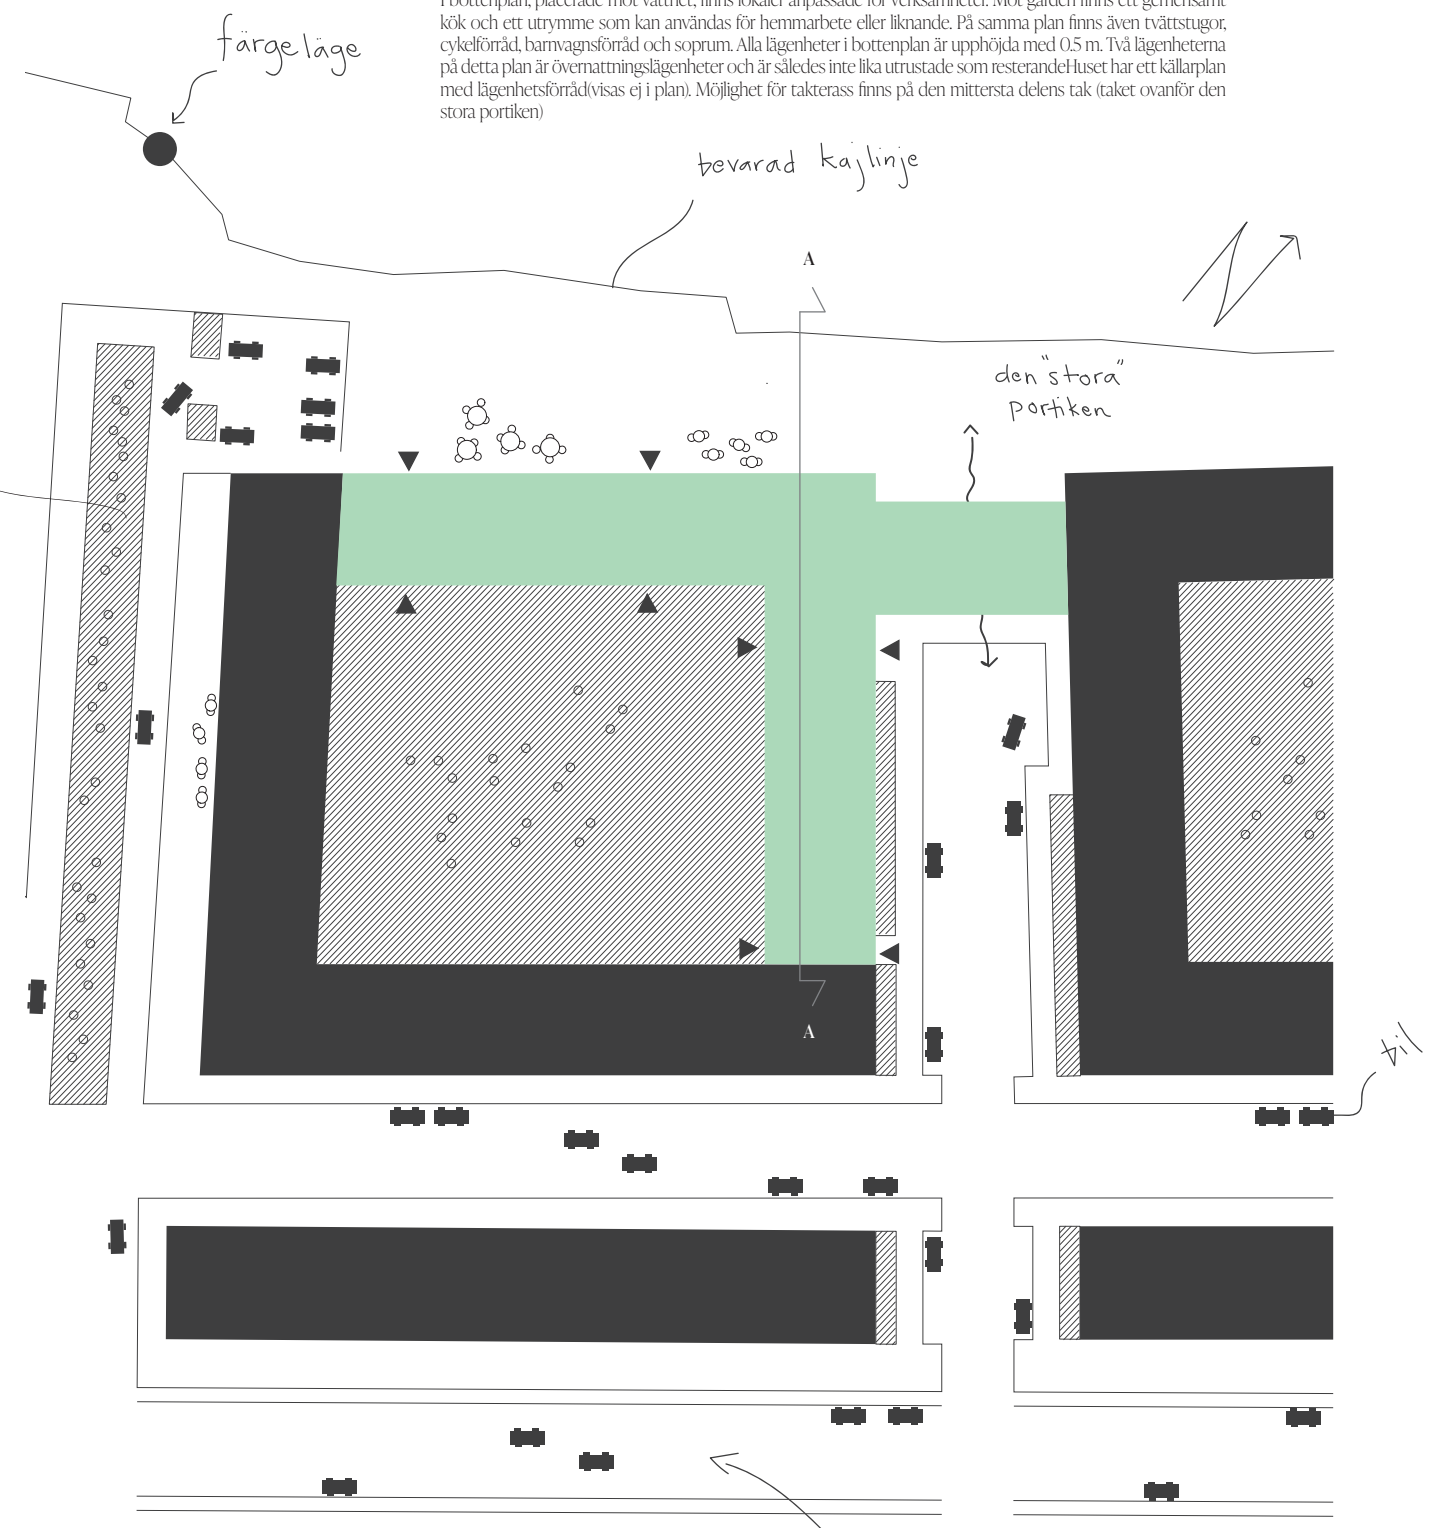 I bottenplan, placerade mot vattnet, finns lokaler anpassade för verksamheter. Mot gården finns ett gemensamt
kök och ett utrymme som kan användas för hemmarbete eller liknande. På samma plan finns även tvättstugor,
cykelförråd, barnvagnsförråd och soprum. Alla lägenheter i bottenplan är upphöjda med 0.5 m. Två lägenheterna
på detta plan är övernattningslägenheter och är således inte lika utrustade som resterandeHuset har ett källarplan
med lägenhetsförråd(visas ej i plan). Möjlighet för takterass finns på den mittersta delens tak (taket ovanför den
stora portiken)
färgeläge
bevarad kajlinje
A
N
den "stora"
portiken
A
bil